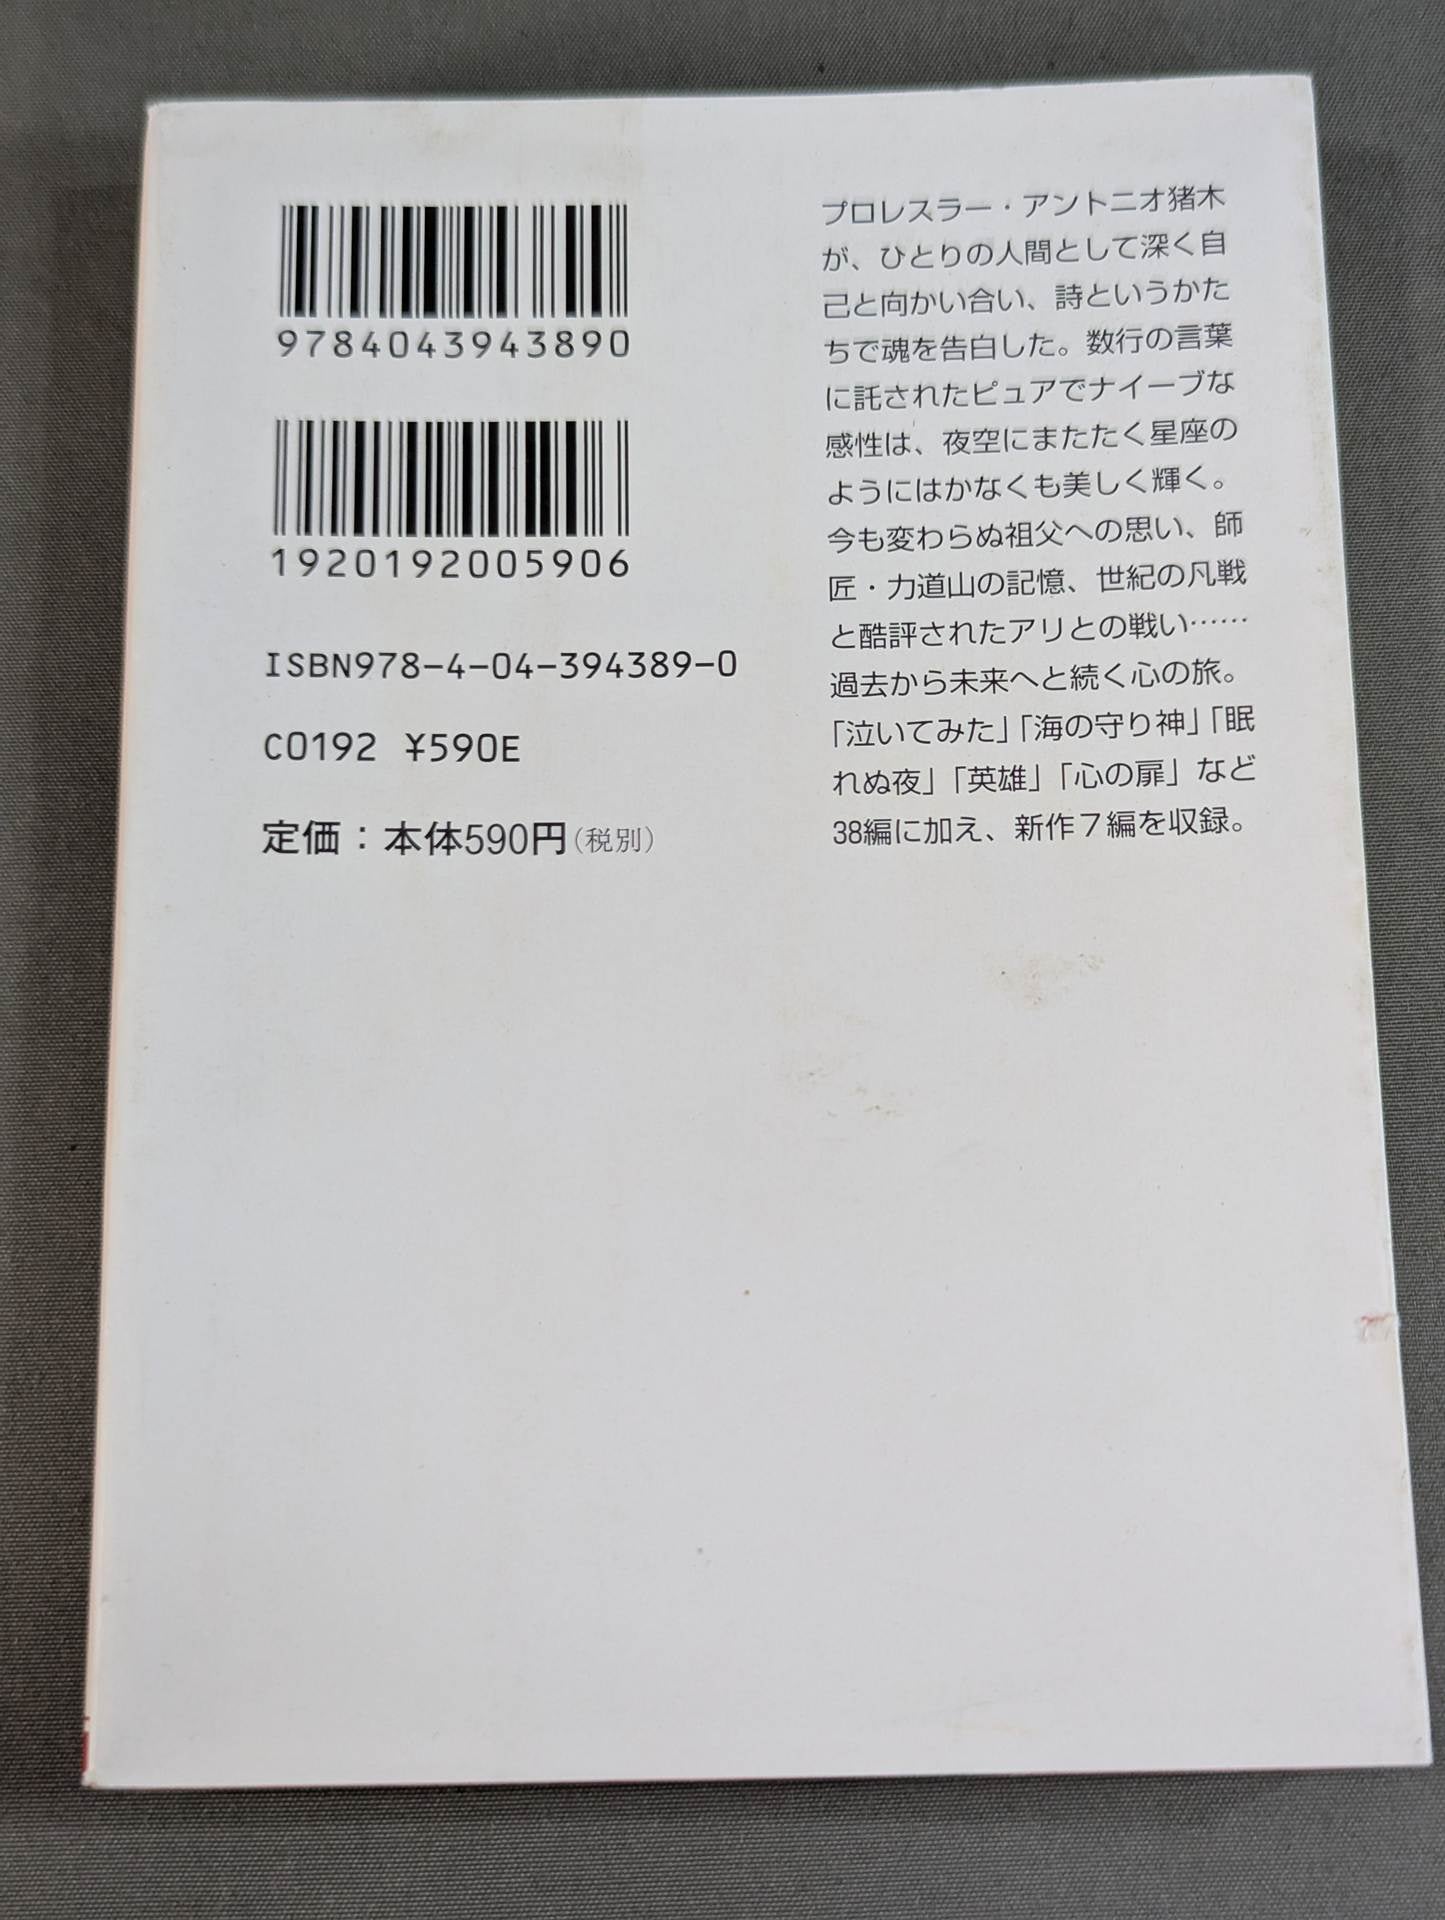 9784043943890
1920192005906
ISBN978-4-04-394389-0
C0192 ¥590E
定価：本体590円（税別）
プロレスラー・アントニオ猪木
が、ひとりの人間として深く自
己と向かい合い、詩というかた
ちで魂を告白した。数行の言葉
に託されたピュアでナイーブな
感性は、夜空にまたたく星座の
ようにはかなくも美しく輝く。
今も変わらぬ祖父への思い、師
匠・力道山の記憶、世紀の凡戦
と酷評されたアリとの戦い……
過去から未来へと続く心の旅。
「泣いてみた」「海の守り神」「眠
れぬ夜」「英雄」「心の扉」など
38編に加え、新作７編を収録。